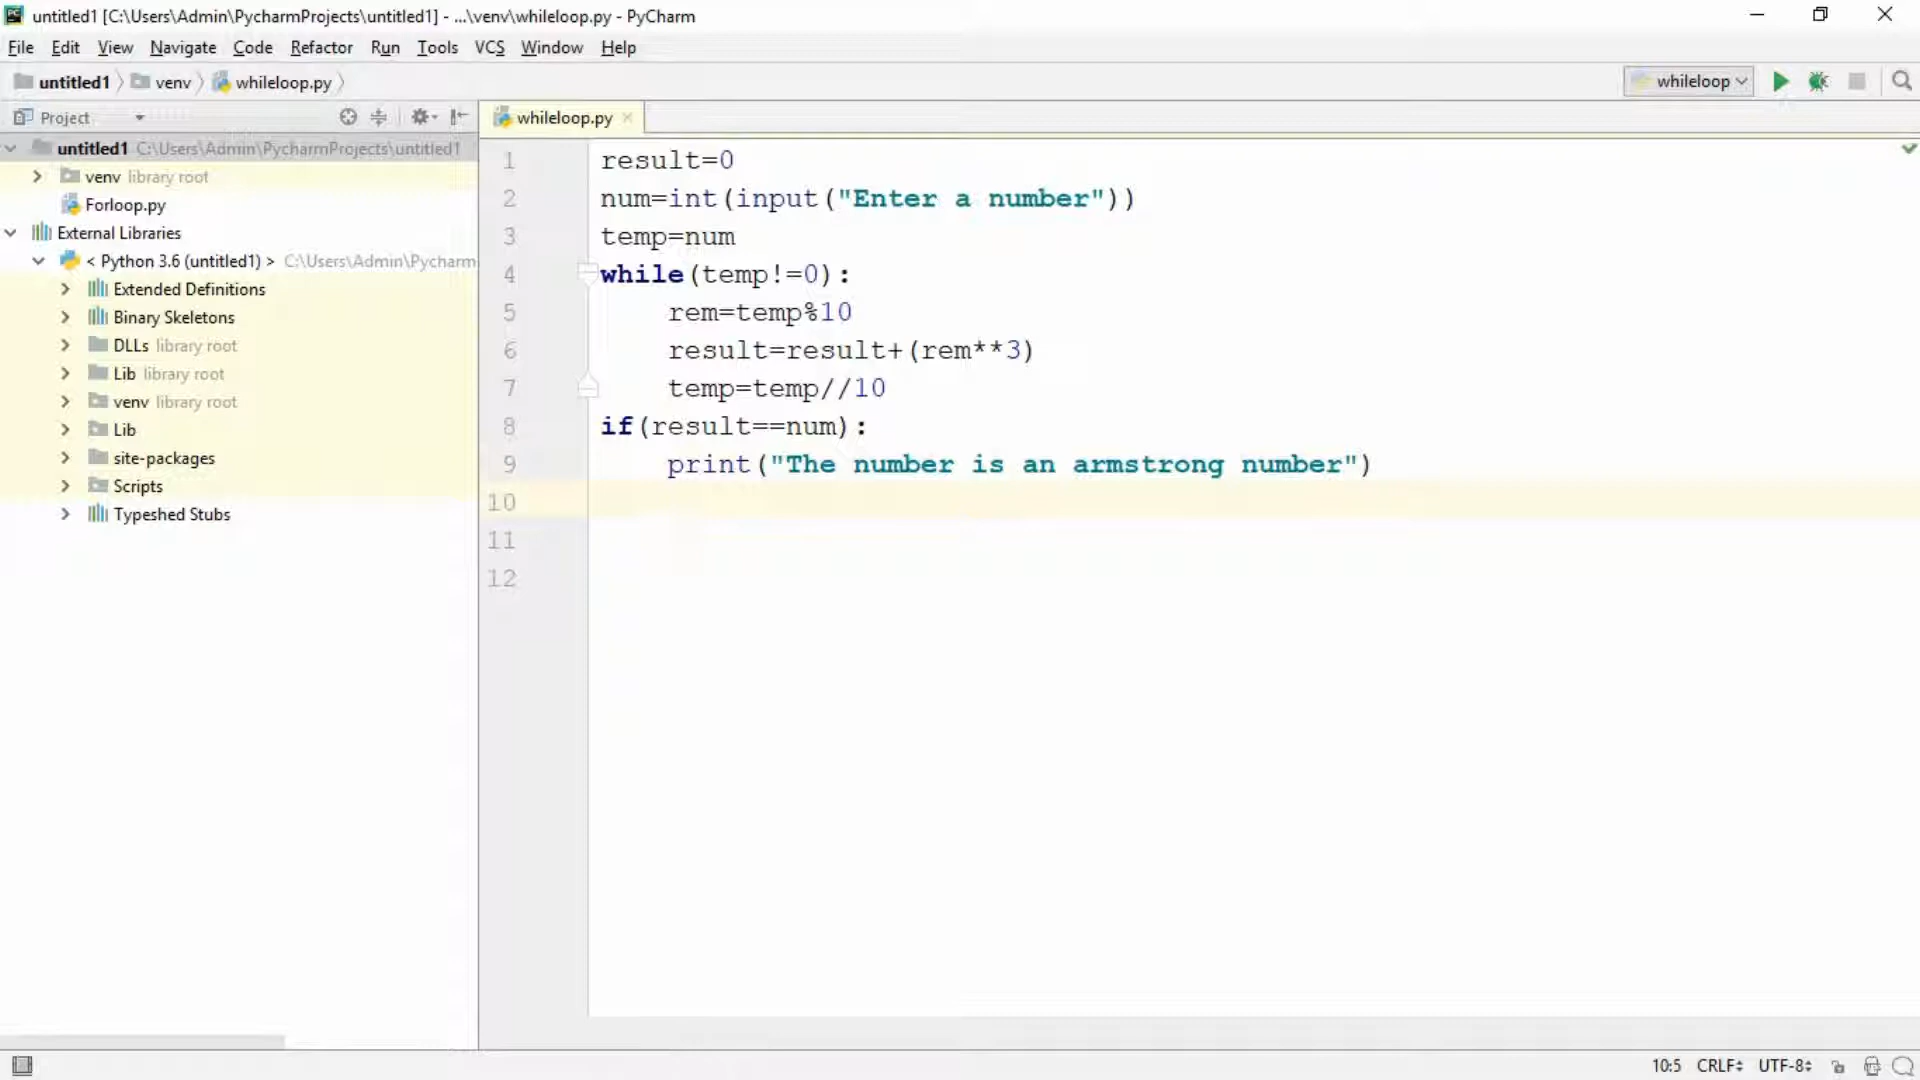 untitled1 [C:\Users\Admin\PycharmProjects\untitled1] - ...\venv\whileloop.py - PyCharm
File Edit View Navigate Code Refactor Run Tools VCS Window Help
untitled1 venv whileloop.py
whileloop
Project
whileloop.py
untitled1 C:\Users\Admin\PycharmProjects\untitled1
venv library root
Forloop.py
External Libraries
< Python 3.6 (untitled1) > C:\Users\Admin\Pycharm
Extended Definitions
Binary Skeletons
DLLs library root
Lib library root
venv library root
Lib
site-packages
Scripts
Typeshed Stubs
1 result=0
2 num=int(input("Enter a number"))
3 temp=num
4 while(temp!=0):
5 rem=temp%10
6 result=result+(rem**3)
7 temp=temp//10
8 if(result==num):
9 print("The number is an armstrong number")
10
11
12
10:5 CRLF UTF-8